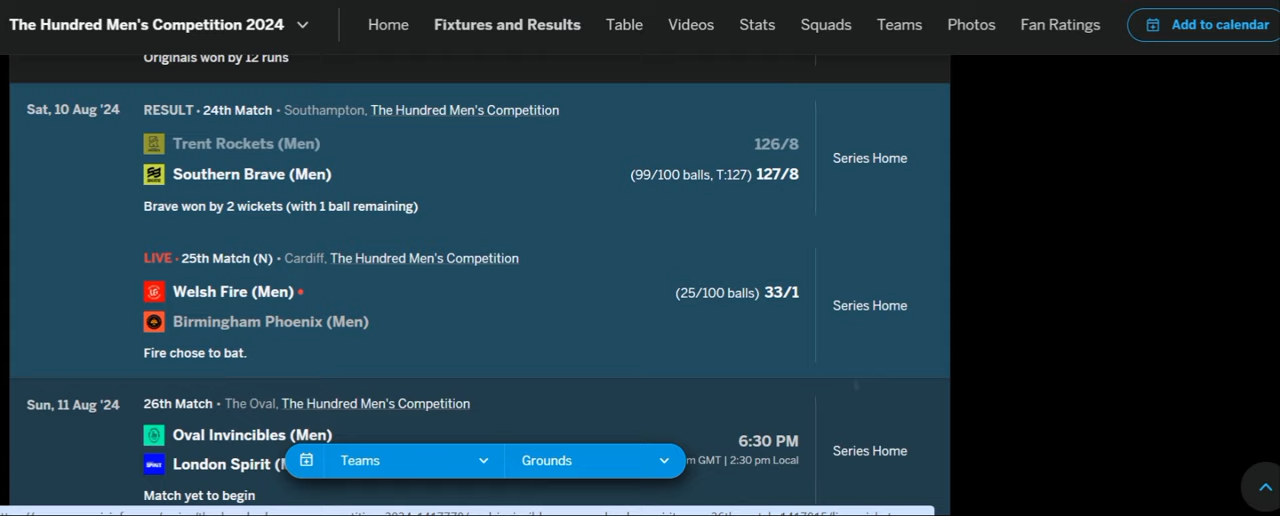 The Hundred Men's Competition 2024 Home Fixtures and Results Table Videos Stats Squads Teams Photos Fan Ratings Add to calendar
Originals won by 12 runs
Sat, 10 Aug '24 RESULT • 24th Match • Southampton, The Hundred Men's Competition
Trent Rockets (Men) 126/8
Series Home
Southern Brave (Men) (99/100 balls, T:127) 127/8
Brave won by 2 wickets (with 1 ball remaining)
LIVE • 25th Match (N) • Cardiff, The Hundred Men's Competition
Welsh Fire (Men) • (25/100 balls) 33/1
Series Home
Birmingham Phoenix (Men)
Fire chose to bat.
Sun, 11 Aug '24 26th Match • The Oval, The Hundred Men's Competition
Oval Invincibles (Men) 6:30 PM
Series Home
London Spirit ( Teams Grounds m GMT | 2:30 pm Local
Match yet to begin